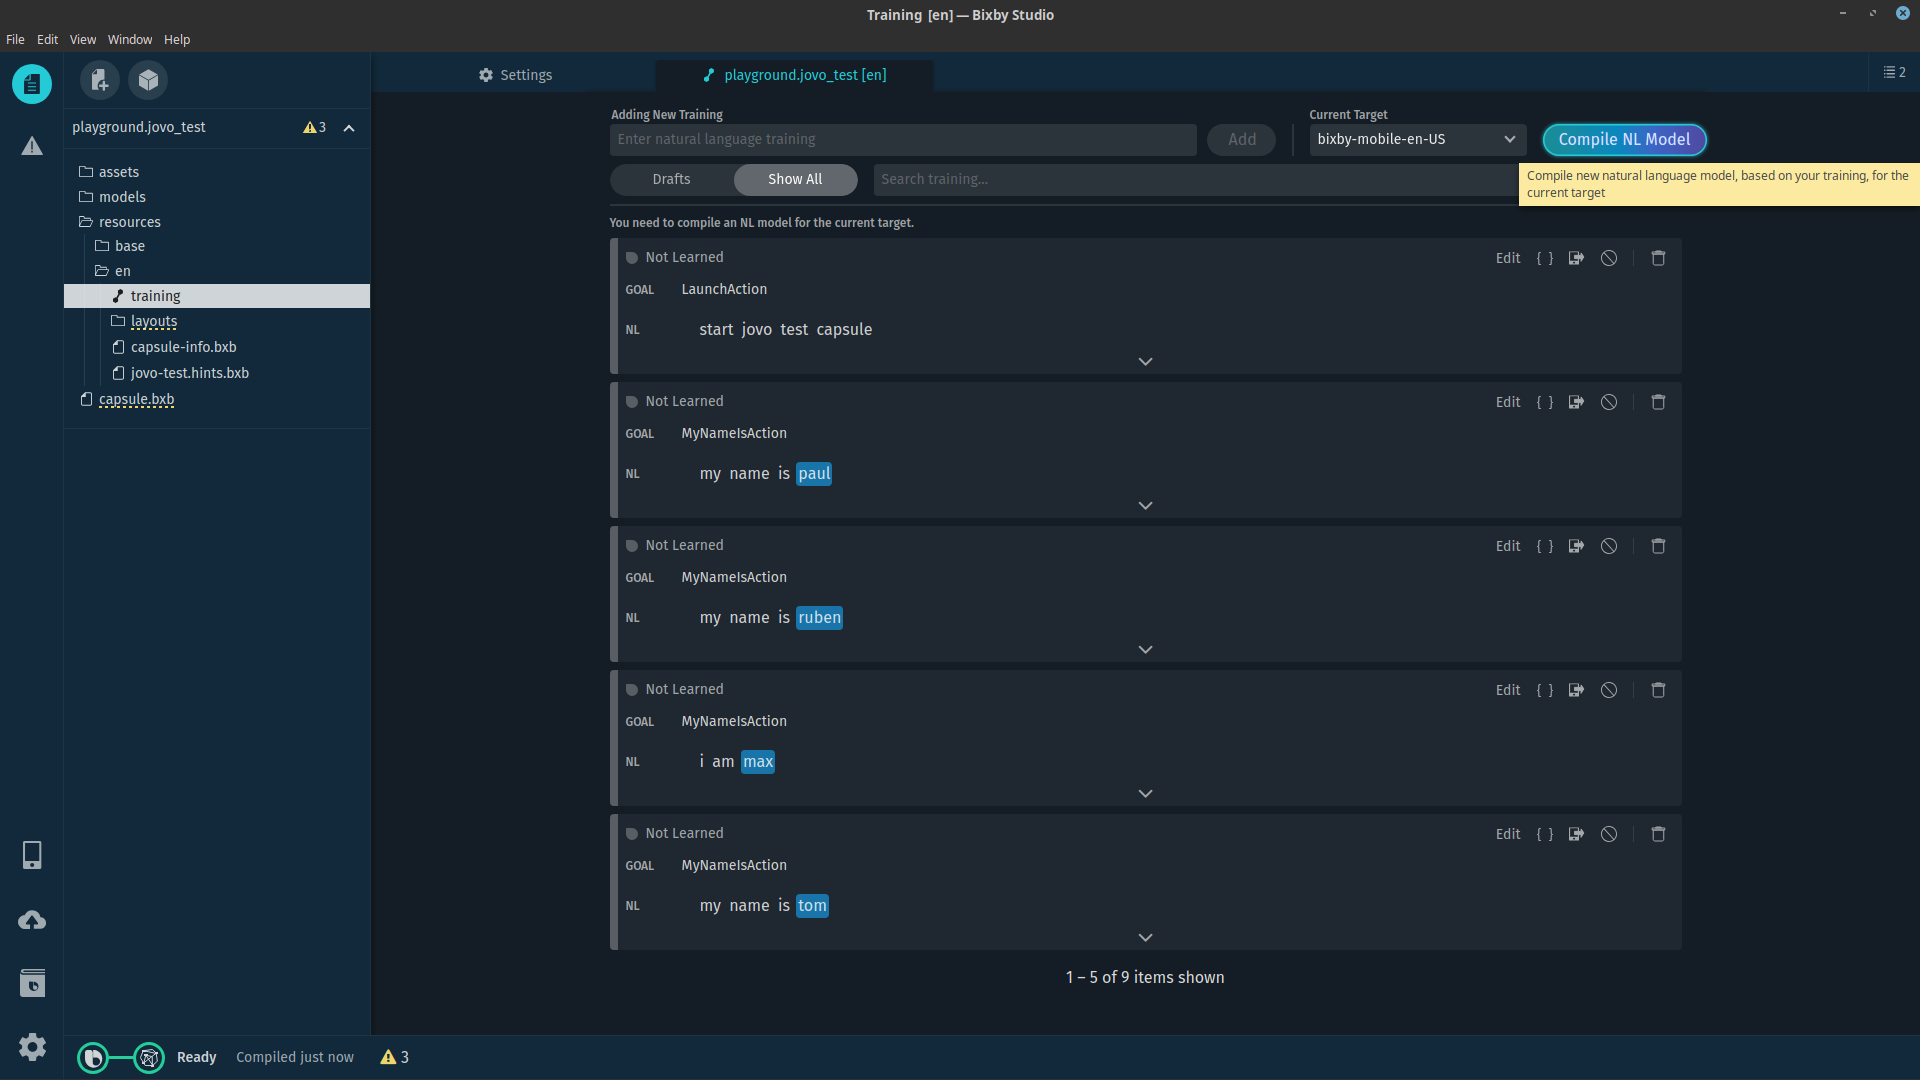 Training [en] — Bixby Studio
File Edit View Window Help
Settings
playground.jovo_test [en]
2
playground.jovo_test
3
assets
models
resources
base
en
training
layouts
capsule-info.bxb
jovo-test.hints.bxb
capsule.bxb
Adding New Training
Enter natural language training
Add
Current Target
bixby-mobile-en-US
Compile NL Model
Drafts
Show All
Search training...
Compile new natural language model, based on your training, for the
current target
You need to compile an NL model for the current target.
Not Learned
Edit { }
GOAL LaunchAction
NL start jovo test capsule
Not Learned
Edit { }
GOAL MyNameIsAction
NL my name is paul
Not Learned
Edit { }
GOAL MyNameIsAction
NL my name is ruben
Not Learned
Edit { }
GOAL MyNameIsAction
NL i am max
Not Learned
Edit { }
GOAL MyNameIsAction
NL my name is tom
1 – 5 of 9 items shown
Ready Compiled just now 3